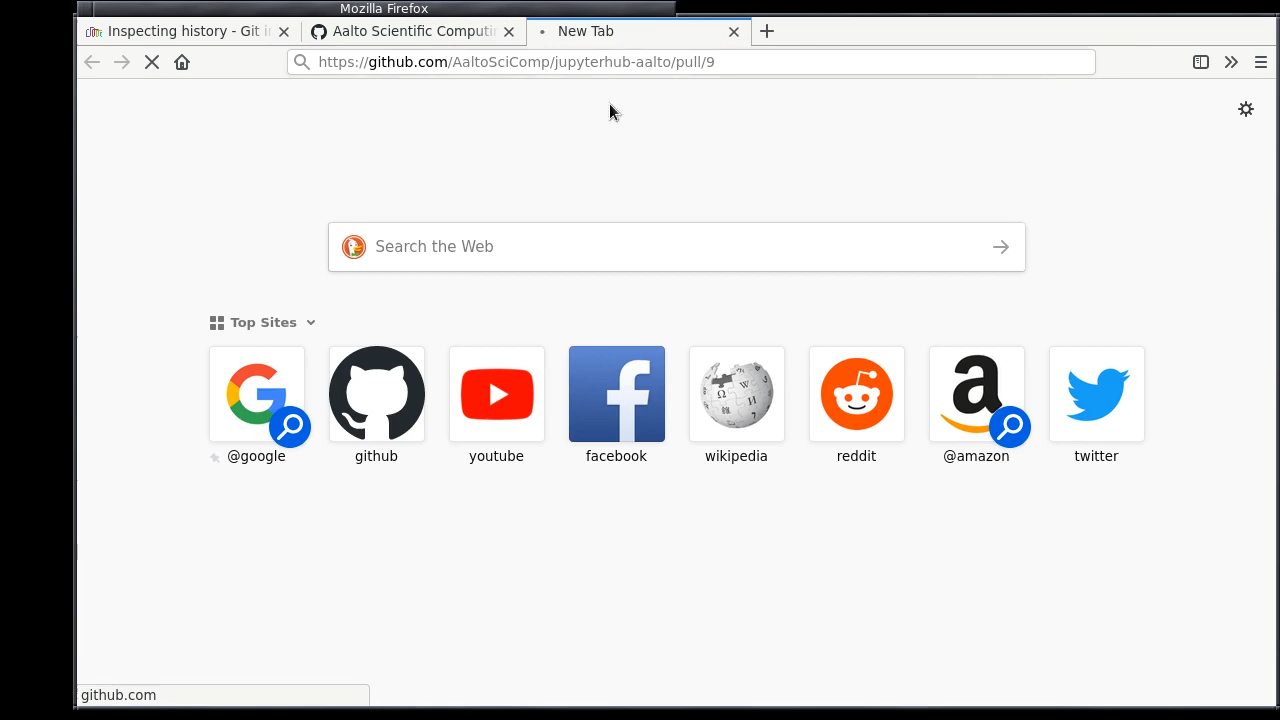 Mozilla Firefox
Inspecting history - Git i
Aalto Scientific Computi
New Tab
https://github.com/AaltoSciComp/jupyterhub-aalto/pull/9
Search the Web
Top Sites
@google
github
youtube
facebook
wikipedia
reddit
@amazon
twitter
github.com